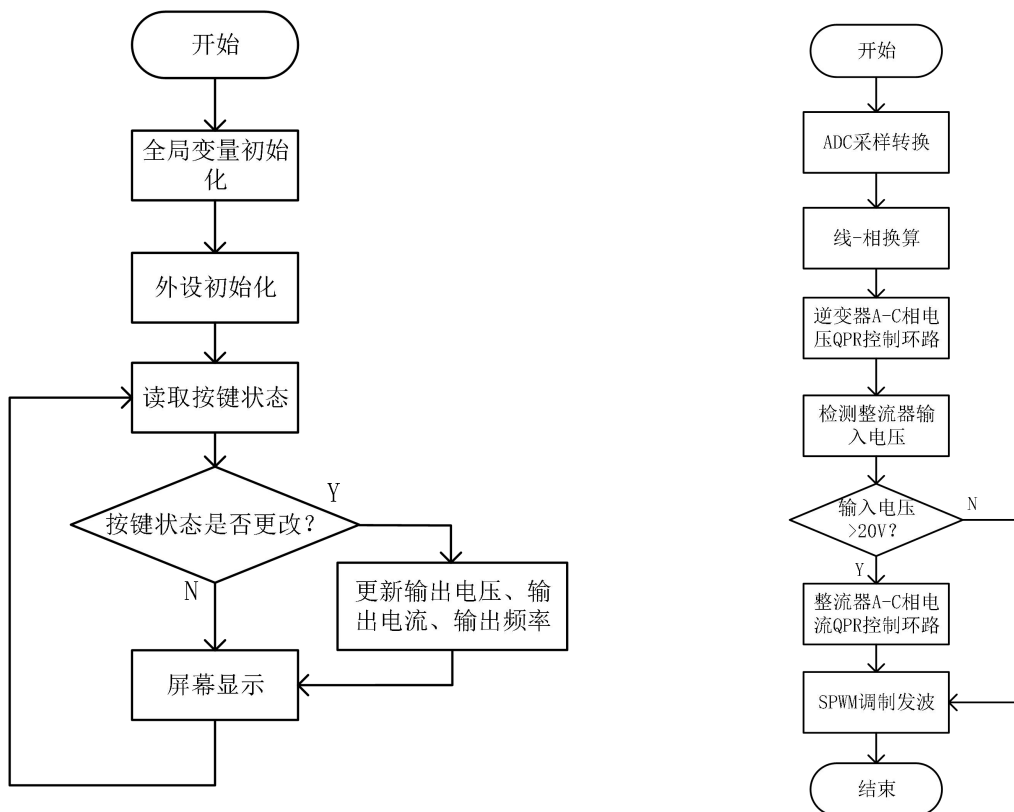 开始
全局变量初始
化
外设初始化
读取按键状态
按键状态是否更改?
Y
N
更新输出电压、输
出电流、输出频率
屏幕显示
开始
ADC采样转换
线-相换算
逆变器A-C相电
压QPR控制环路
检测整流器输
入电压
输入电压
>20V?
N
Y
整流器A-C相电
流QPR控制环路
SPWM调制发波
结束